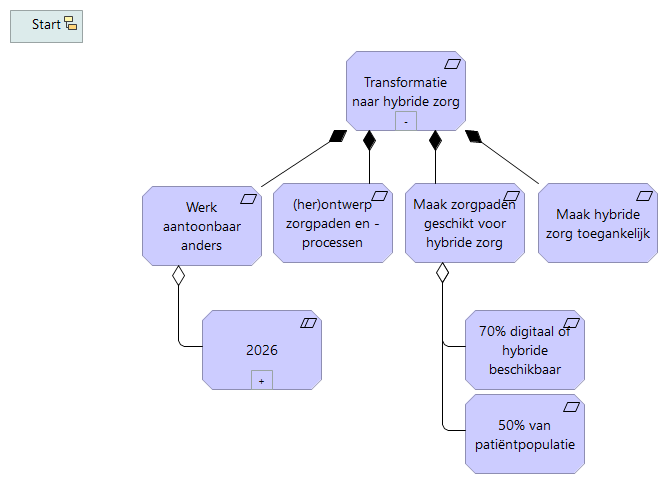 Start
Transformatie
naar hybride zorg
-
Werk
aantoonbaar
anders
(her)ontwerp
zorgpaden en -
processen
Maak zorgpaden
geschikt voor
hybride zorg
Maak hybride
zorg toegankelijk
2026
+
70% digitaal of
hybride
beschikbaar
50% van
patiëntpopulatie